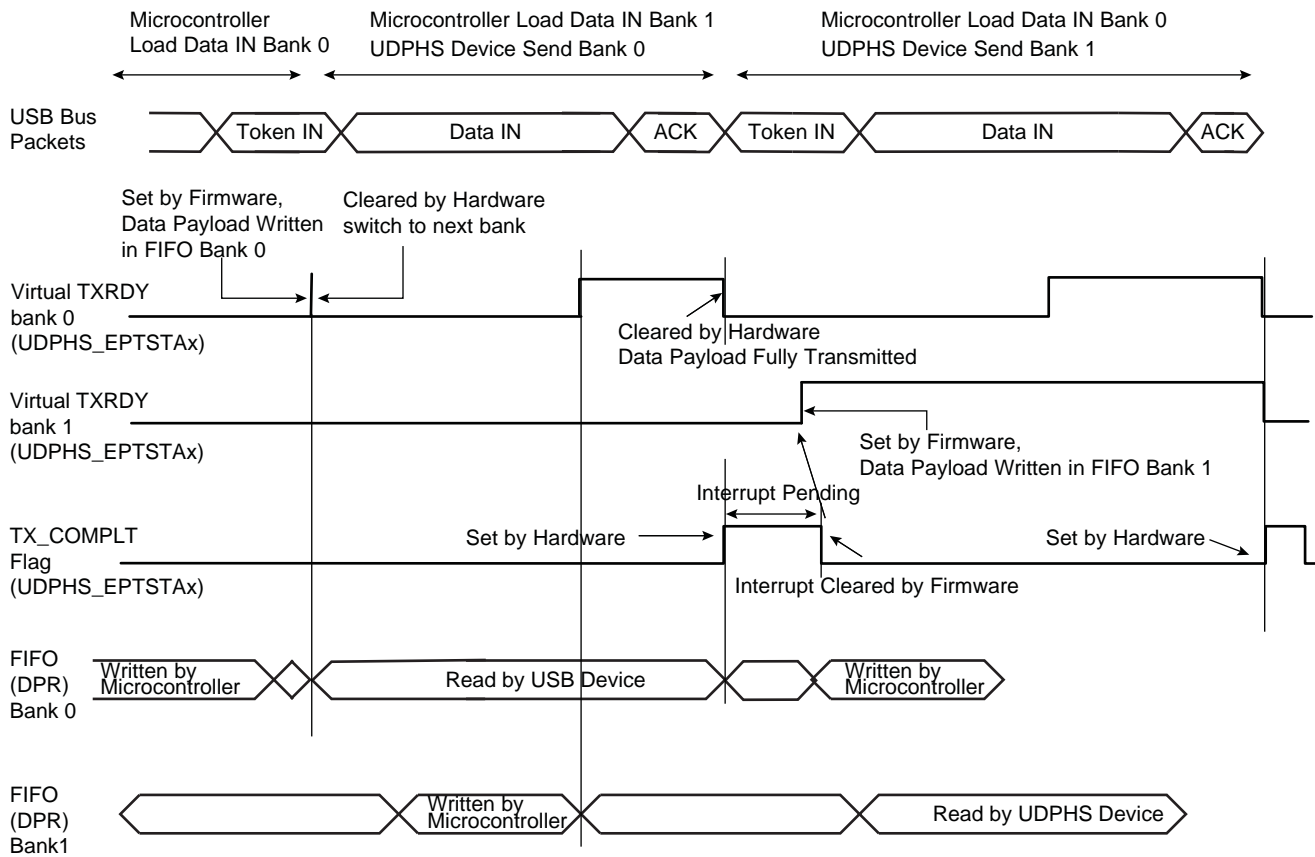 Microcontroller
Load Data IN Bank 0
Microcontroller Load Data IN Bank 1
UDPHS Device Send Bank 0
Microcontroller Load Data IN Bank 0
UDPHS Device Send Bank 1
USB Bus
Packets
Token IN
Data IN
ACK
Token IN
Data IN
ACK
Set by Firmware,
Data Payload Written
in FIFO Bank 0
Cleared by Hardware
switch to next bank
Virtual TXRDY
bank 0
(UDPHS_EPTSTAx)
Cleared by Hardware
Data Payload Fully Transmitted
Virtual TXRDY
bank 1
(UDPHS_EPTSTAx)
Set by Firmware,
Data Payload Written in FIFO Bank 1
Interrupt Pending
TX_COMPLT
Flag
(UDPHS_EPTSTAx)
Set by Hardware
Set by Hardware
Interrupt Cleared by Firmware
FIFO
(DPR)
Bank 0
Written by
Microcontroller
Read by USB Device
Written by
Microcontroller
FIFO
(DPR)
Bank1
Written by
Microcontroller
Read by UDPHS Device